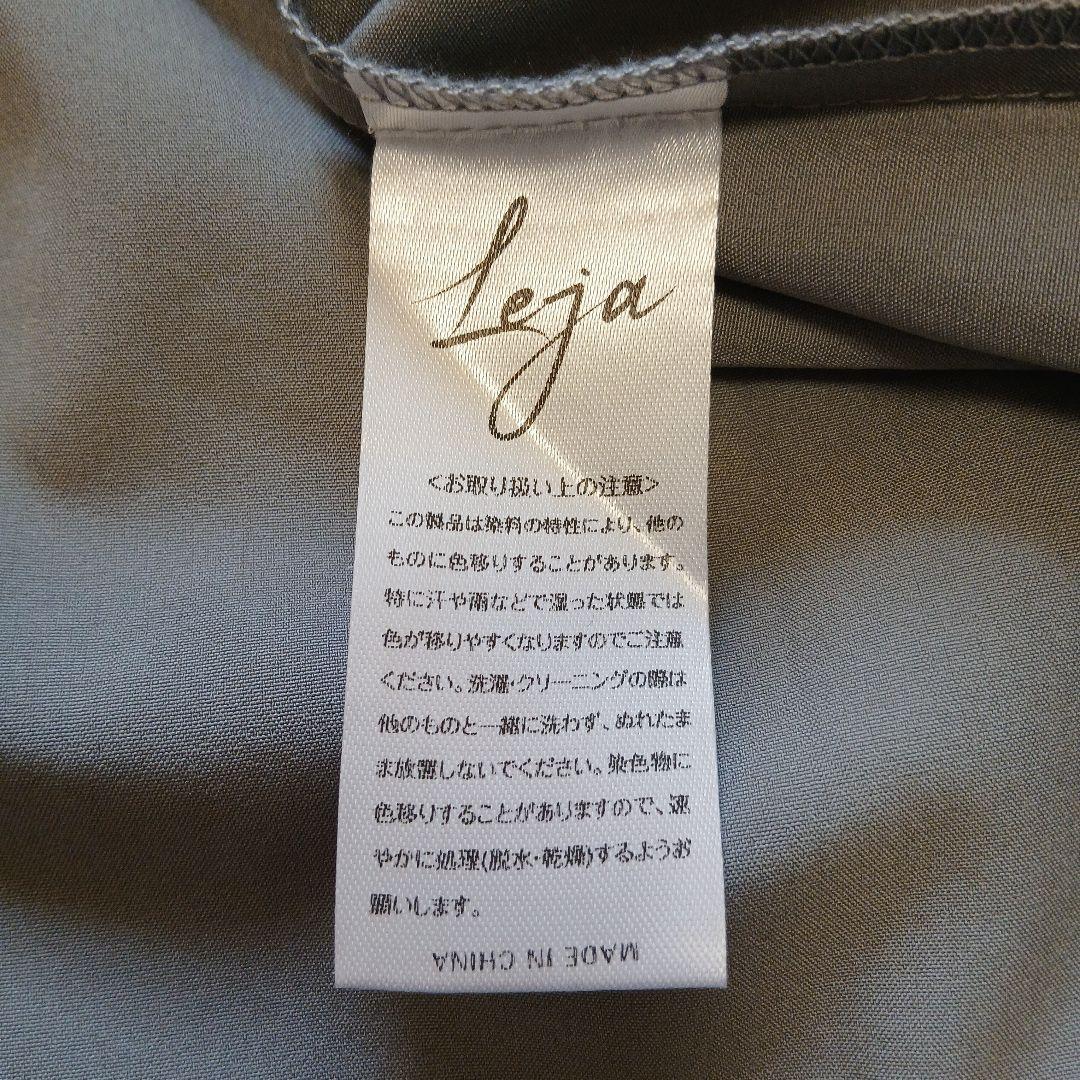 Leja
<お取り扱い上の注意>
この製品は染料の特性により、他の
ものに色移りすることがあります。
特に汗や雨などで湿った状態では
色が移りやすくなりますのでご注意
ください。洗濯・クリーニングの際は
他のものと一緒に洗わず、ぬれたま
ま放置しないでください。染色物に
色移りすることがありますので、速
やかに処理(脱水・乾燥)するようお
願いします。
MADE IN CHINA